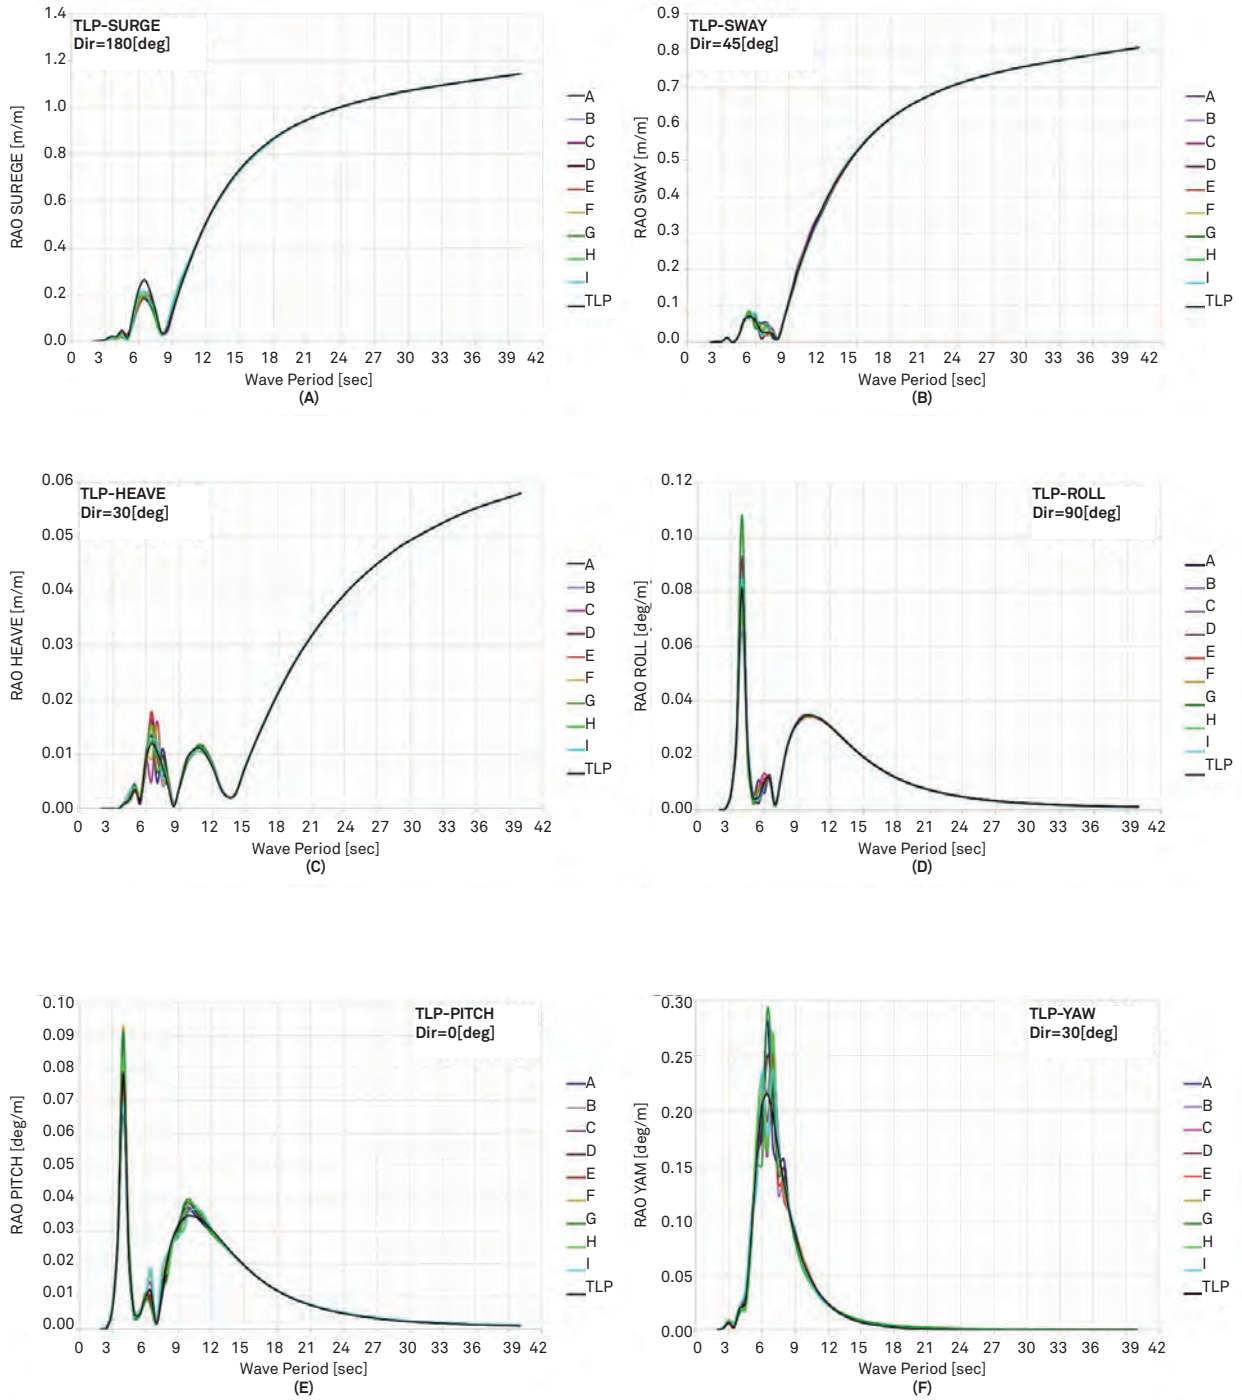 TLP-SURGE
Dir=180[deg]
1.4
1.2
1.0
0.8
0.6
0.4
0.2
0.0
RAO SUREGE [m/m]
0 3 6 9 12 15 18 21 24 27 30 33 36 39 42
Wave Period [sec]
(A)
A
B
C
D
E
F
G
H
I
TLP
TLP-SWAY
Dir=45[deg]
0.9
0.8
0.7
0.6
0.5
0.4
0.3
0.2
0.1
0.0
RAO SWAY [m/m]
0 3 6 9 12 15 18 21 24 27 30 33 36 39 42
Wave Period [sec]
(B)
A
B
C
D
E
F
G
H
I
TLP
TLP-HEAVE
Dir=30[deg]
0.06
0.05
0.04
0.03
0.02
0.01
0.00
RAO HEAVE [m/m]
0 3 6 9 12 15 18 21 24 27 30 33 36 39 42
Wave Period [sec]
(C)
A
B
C
D
E
F
G
H
I
TLP
TLP-ROLL
Dir=90[deg]
0.12
0.10
0.08
0.06
0.04
0.02
0.00
RAO ROLL [deg/m]
0 3 6 9 12 15 18 21 24 27 30 33 36 39 42
Wave Period [sec]
(D)
A
B
C
D
E
F
G
H
I
TLP
TLP-PITCH
Dir=0[deg]
0.10
0.09
0.08
0.07
0.06
0.05
0.04
0.03
0.02
0.01
0.00
RAO PITCH [deg/m]
0 3 6 9 12 15 18 21 24 27 30 33 36 39 42
Wave Period [sec]
(E)
A
B
C
D
E
F
G
H
I
TLP
TLP-YAW
Dir=30[deg]
0.30
0.25
0.20
0.15
0.10
0.05
0.00
RAO YAM [deg/m]
0 3 6 9 12 15 18 21 24 27 30 33 36 39 42
Wave Period [sec]
(F)
A
B
C
D
E
F
G
H
I
TLP